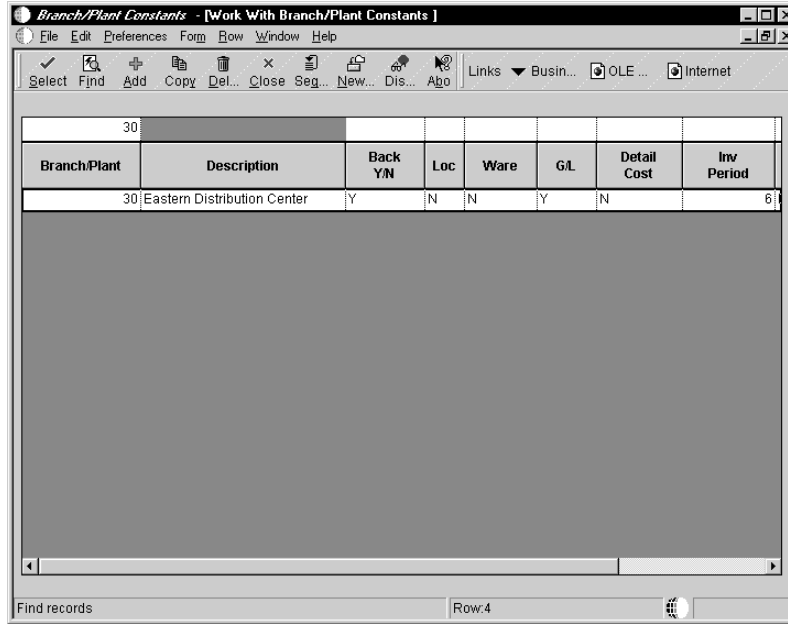 Branch/Plant Constants - [Work With Branch/Plant Constants ]
File Edit Preferences Form Row Window Help
Select Find Add Copy Del... Close Seq... New... Dis... Abo Links Busin... OLE ... Internet
30
Branch/Plant Description Back Y/N Loc Ware G/L Detail Cost Inv Period
30 Eastern Distribution Center Y N N Y N 6
Find records Row:4